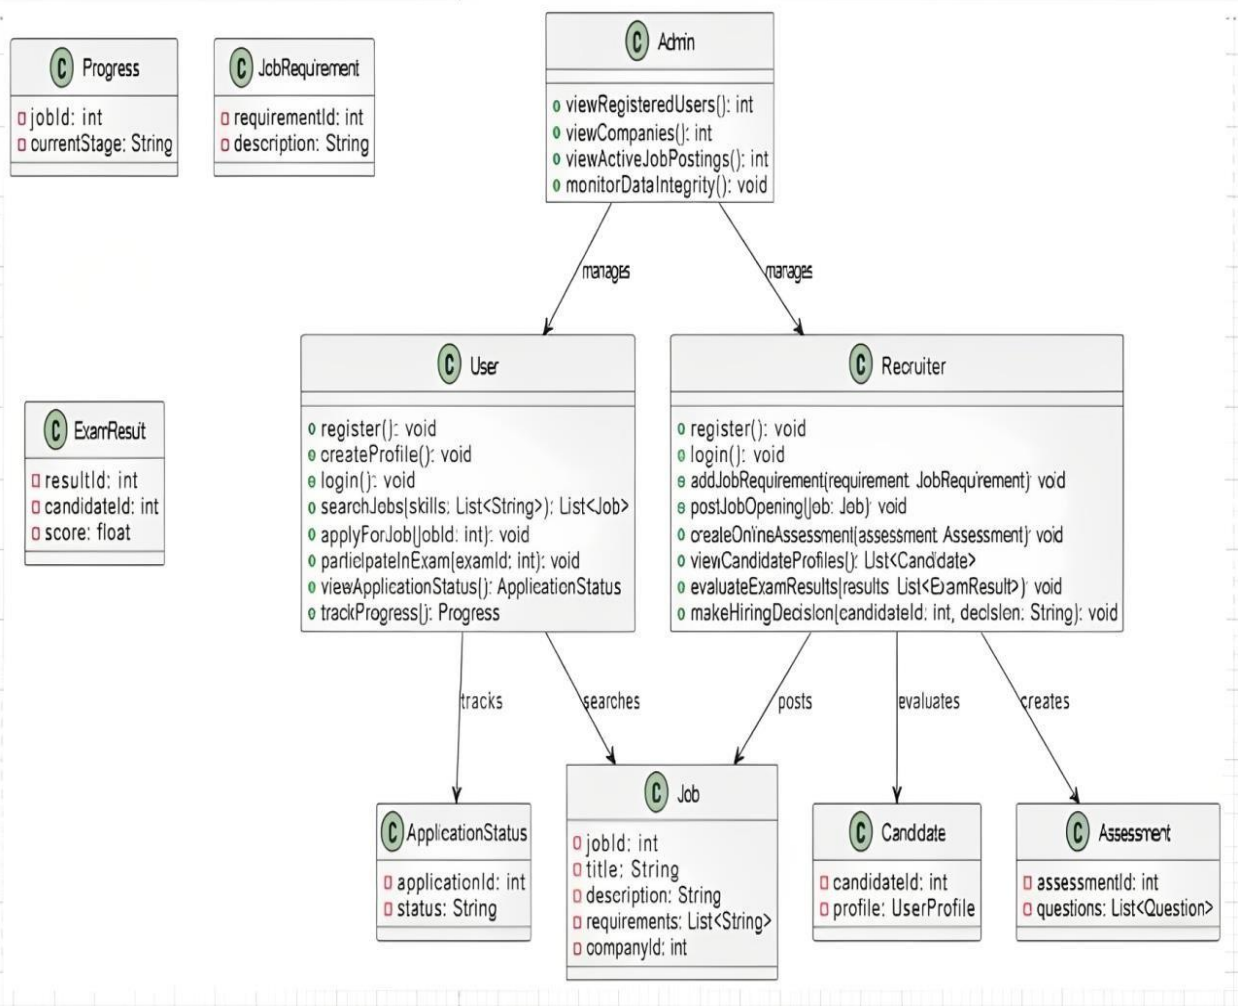 C Progress
jobId: int
currentStage: String
C JobRequirement
requirementId: int
description: String
C Admin
viewRegisteredUsers(): int
viewCompanies(): int
viewActiveJobPostings(): int
monitorDataIntegrity(): void
manages
manages
C User
register(): void
createProfile(): void
login(): void
searchJobs(skills: List<String>): List<Job>
applyForJob(jobId: int): void
participateInExam(examId: int): void
viewApplicationStatus(): ApplicationStatus
trackProgress(): Progress
C Recruiter
register(): void
login(): void
addJobRequirement(requirement: JobRequirement): void
postJobOpening(job: Job): void
createOnlineAssessment(assessment: Assessment): void
viewCandidateProfiles(): List<Candidate>
evaluateExamResults(results: List<ExamResult>): void
makeHiringDecision(candidateId: int, decision: String): void
C ExamResult
resultId: int
candidateId: int
score: float
tracks
searches
posts
evaluates
creates
C ApplicationStatus
applicationId: int
status: String
C Job
jobId: int
title: String
description: String
requirements: List<String>
companyId: int
C Candidate
candidateId: int
profile: UserProfile
C Assessment
assessmentId: int
questions: List<Question>